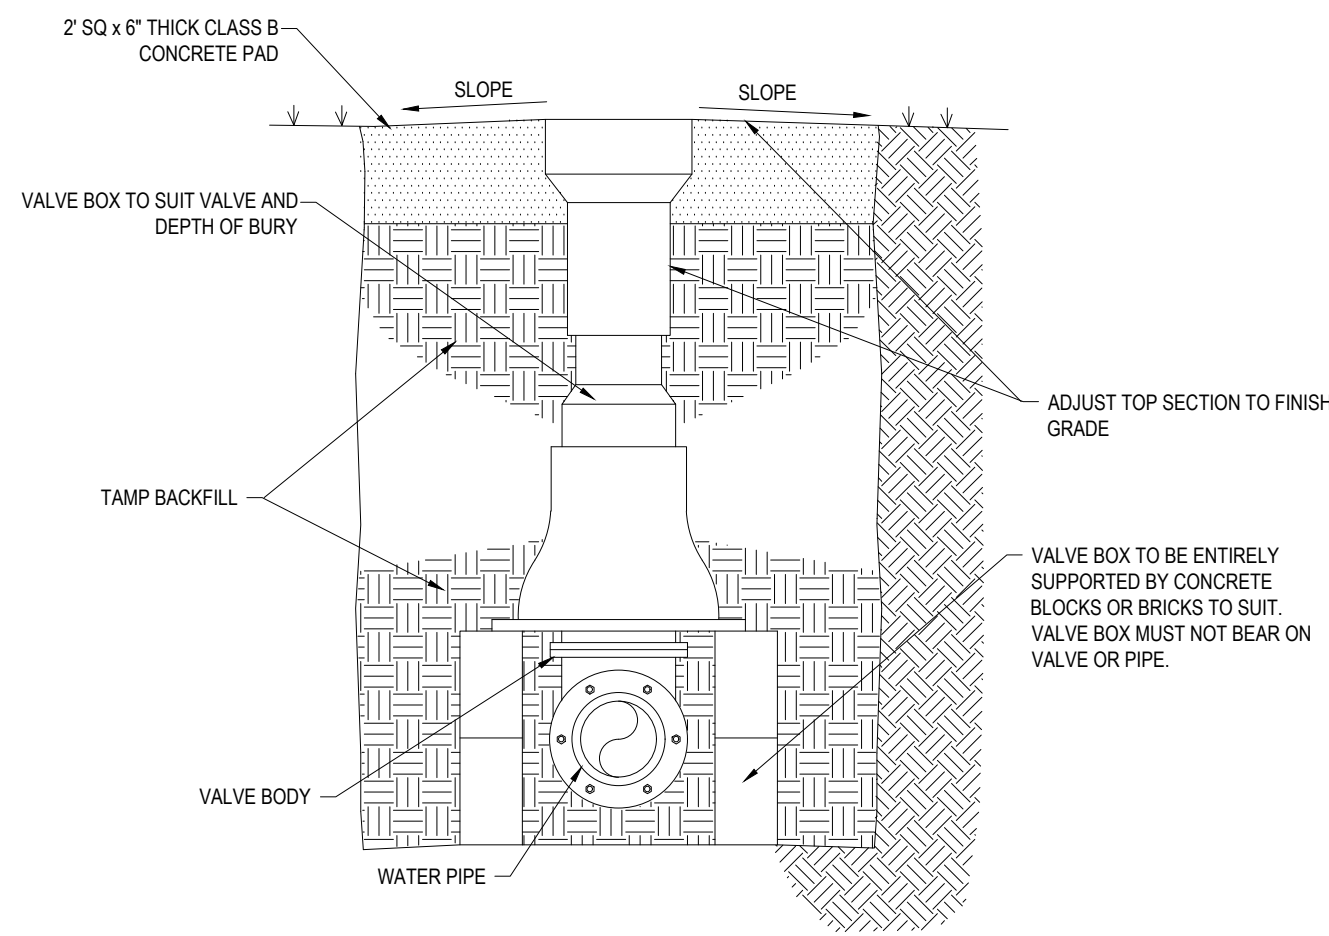 2' SQ x 6" THICK CLASS B
CONCRETE PAD
SLOPE
SLOPE
VALVE BOX TO SUIT VALVE AND
DEPTH OF BURY
ADJUST TOP SECTION TO FINISH
GRADE
TAMP BACKFILL
VALVE BOX TO BE ENTIRELY
SUPPORTED BY CONCRETE
BLOCKS OR BRICKS TO SUIT.
VALVE BOX MUST NOT BEAR ON
VALVE OR PIPE.
VALVE BODY
WATER PIPE